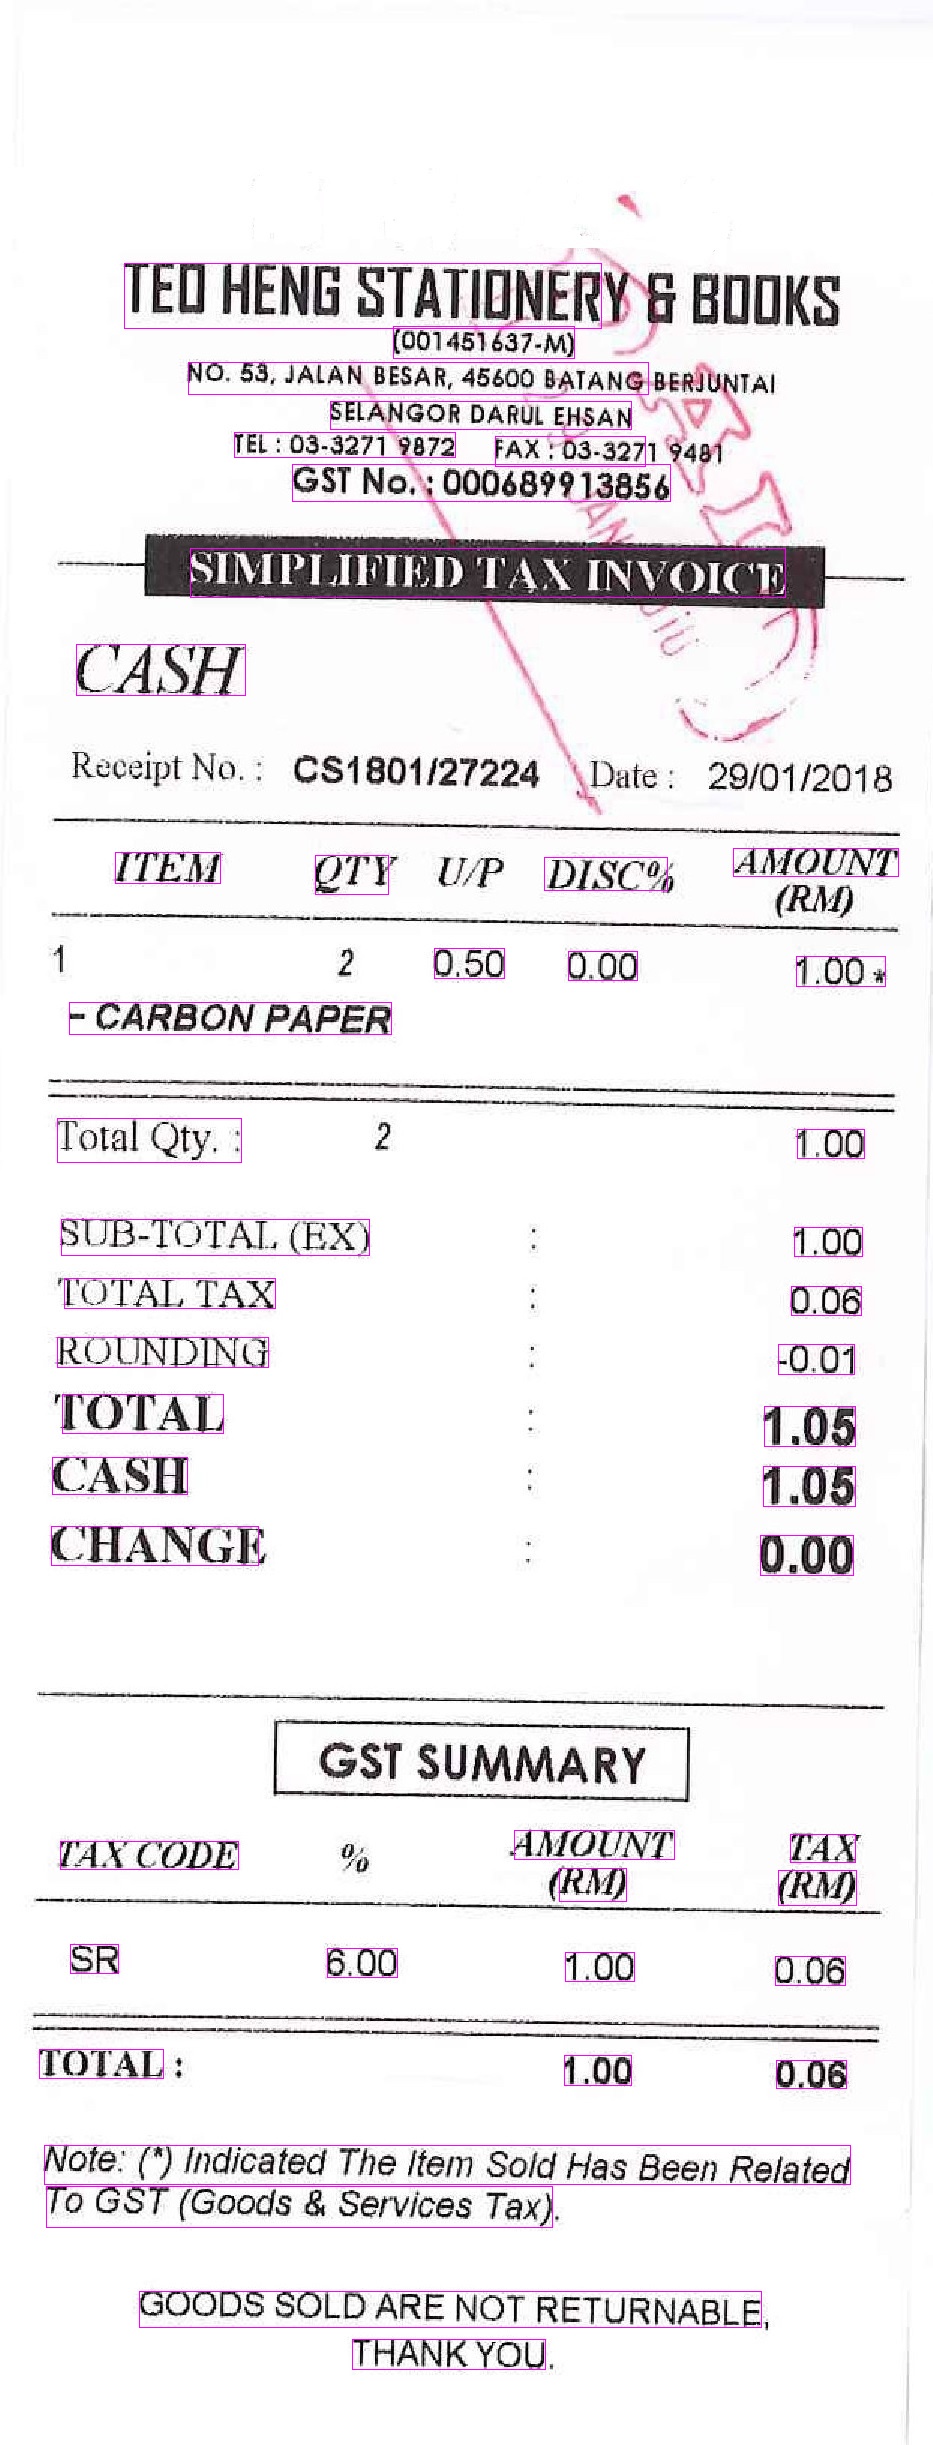 TEO HENG STATIONERY & BOOKS
(001451637-M)
NO. 53, JALAN BESAR, 45600 BATANG BERJUNTAI
SELANGOR DARUL EHSAN
TEL : 03-3271 9872 FAX : 03-3271 9481
GST No. : 000689913856
SIMPLIFIED TAX INVOICE
CASH
Receipt No. : CS1801/27224 Date : 29/01/2018
ITEM QTY U/P DISC% AMOUNT
(RM)
1 2 0.50 0.00 1.00 *
- CARBON PAPER
Total Qty. : 2 1.00
SUB-TOTAL (EX) : 1.00
TOTAL TAX : 0.06
ROUNDING : -0.01
TOTAL : 1.05
CASH : 1.05
CHANGE : 0.00
GST SUMMARY
TAX CODE % AMOUNT TAX
(RM) (RM)
SR 6.00 1.00 0.06
TOTAL : 1.00 0.06
Note: (*) Indicated The Item Sold Has Been Related
To GST (Goods & Services Tax).
GOODS SOLD ARE NOT RETURNABLE,
THANK YOU.